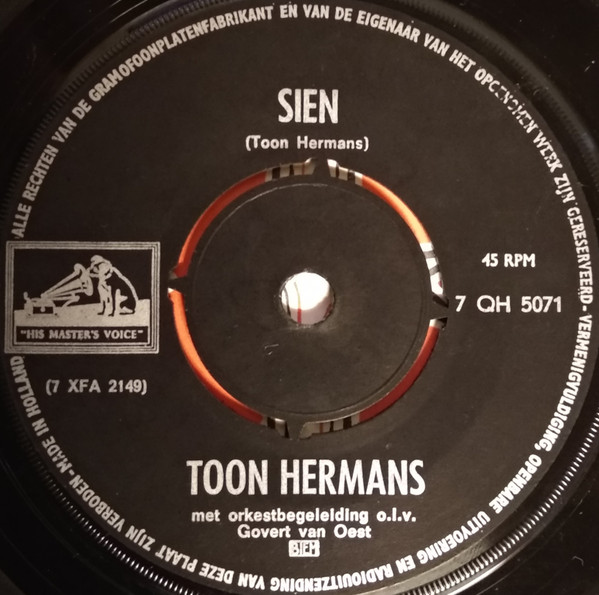 ALLE RECHTEN VAN DE GRAMOFOONPLATENFABRIKANT EN VAN DE EIGENAAR VAN HET OPGENOMEN WERK ZIJN GERESERVEERD - VERMENIGVULDIGING, OPENBARE UITVOERING EN RADIOUITZENDING VAN DEZE PLAAT ZIJN VERBODEN - MADE IN HOLLAND
SIEN
(Toon Hermans)
45 RPM
7 QH 5071
"HIS MASTER'S VOICE"
(7 XFA 2149)
TOON HERMANS
met orkestbegeleiding o.l.v.
Govert van Oest
BIEM